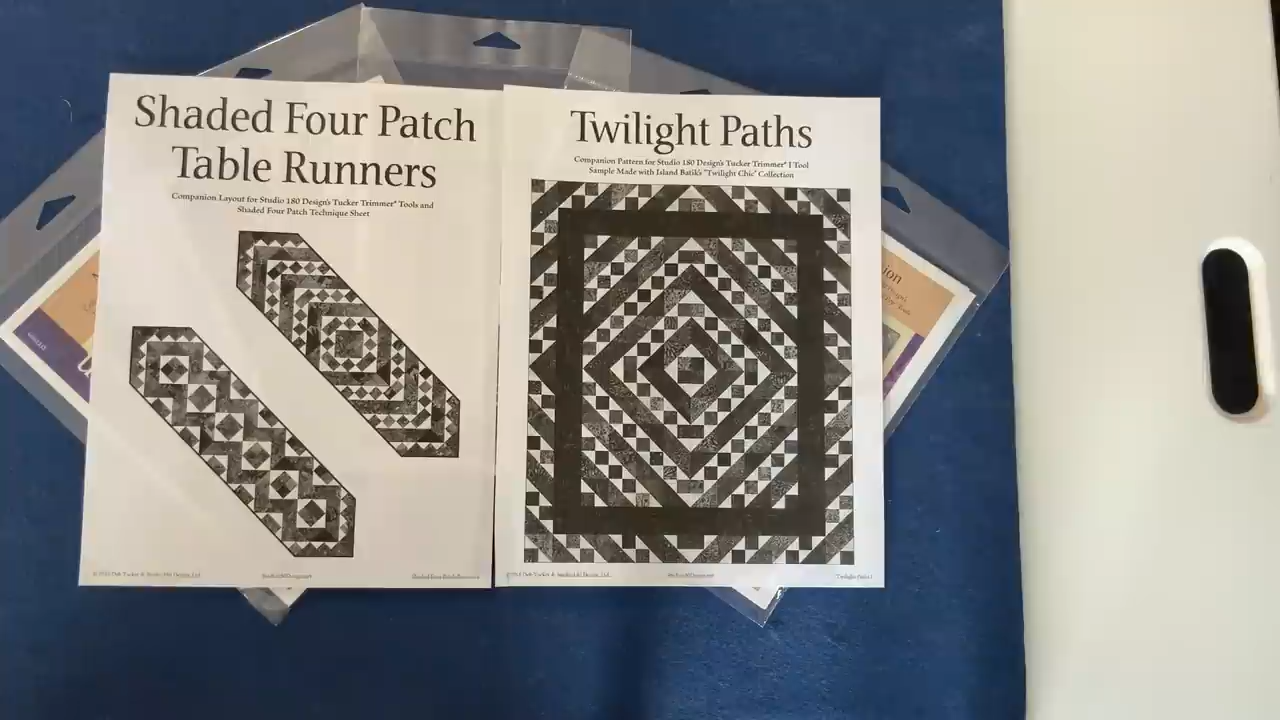 Shaded Four Patch
Table Runners
Companion Layout for Studio 180 Design's Tucker Trimmer® Tools and
Shaded Four Patch Technique Sheet
Twilight Paths
Companion Pattern for Studio 180 Design's Tucker Trimmer® I Tool
Sample Made with Island Batik's "Twilight Chic" Collection
ion